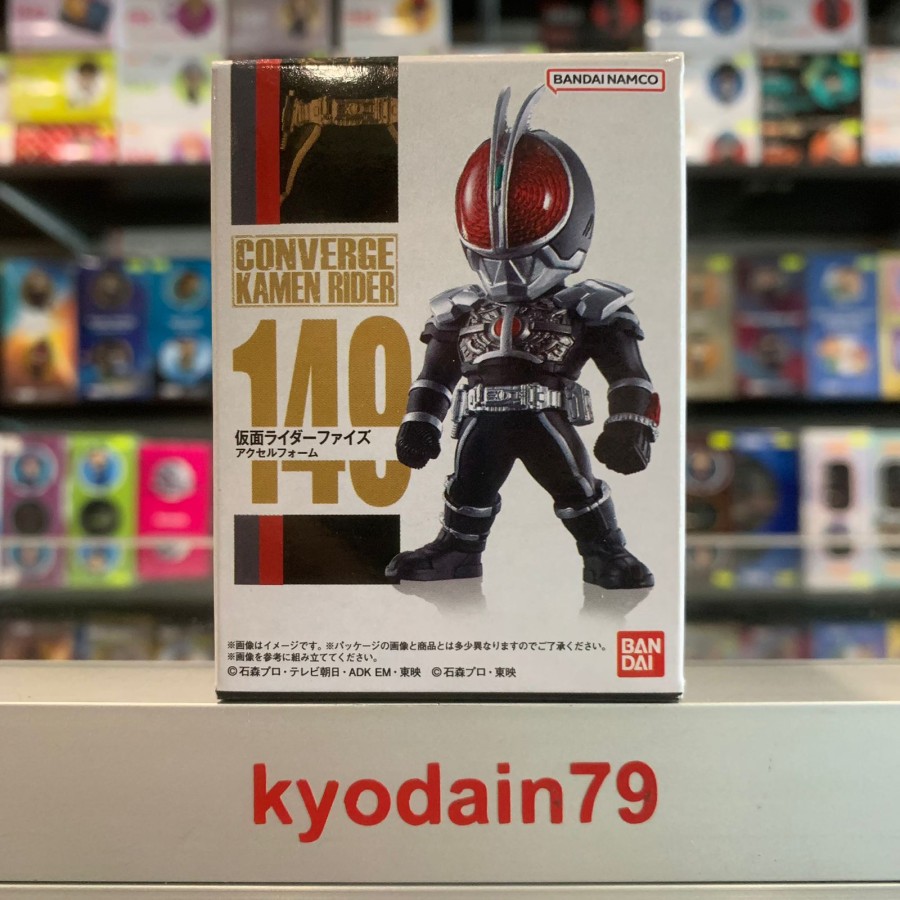 BANDAI NAMCO
CONVERGE
KAMEN RIDER
149
仮面ライダーファイズ
アクセルフォーム
※画像はイメージです。※パッケージの画像と商品とは多少異なりますのでご了承ください。
※画像を参考に組み立ててください。
©石森プロ・テレビ朝日・ADK EM・東映 ©石森プロ・東映
BAN
DAI
kyodain79